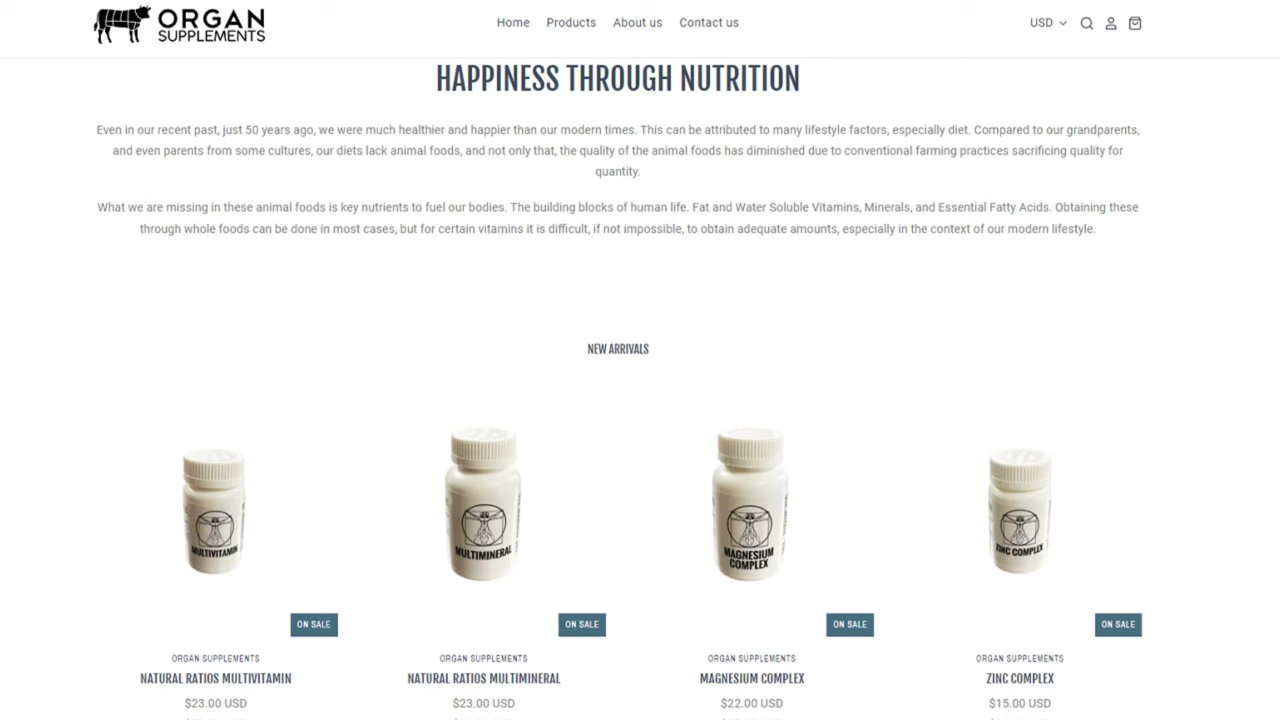 ORGAN
SUPPLEMENTS
Home Products About us Contact us
USD
HAPPINESS THROUGH NUTRITION
Even in our recent past, just 50 years ago, we were much healthier and happier than our modern times. This can be attributed to many lifestyle factors, especially diet. Compared to our grandparents,
and even parents from some cultures, our diets lack animal foods, and not only that, the quality of the animal foods has diminished due to conventional farming practices sacrificing quality for
quantity.
What we are missing in these animal foods is key nutrients to fuel our bodies. The building blocks of human life. Fat and Water Soluble Vitamins, Minerals, and Essential Fatty Acids. Obtaining these
through whole foods can be done in most cases, but for certain vitamins it is difficult, if not impossible, to obtain adequate amounts, especially in the context of our modern lifestyle.
NEW ARRIVALS
MULTIVITAMIN
MULTIMINERAL
MAGNESIUM
COMPLEX
ZINC COMPLEX
ON SALE ON SALE ON SALE ON SALE
ORGAN SUPPLEMENTS ORGAN SUPPLEMENTS ORGAN SUPPLEMENTS ORGAN SUPPLEMENTS
NATURAL RATIOS MULTIVITAMIN NATURAL RATIOS MULTIMINERAL MAGNESIUM COMPLEX ZINC COMPLEX
$23.00 USD $23.00 USD $22.00 USD $15.00 USD